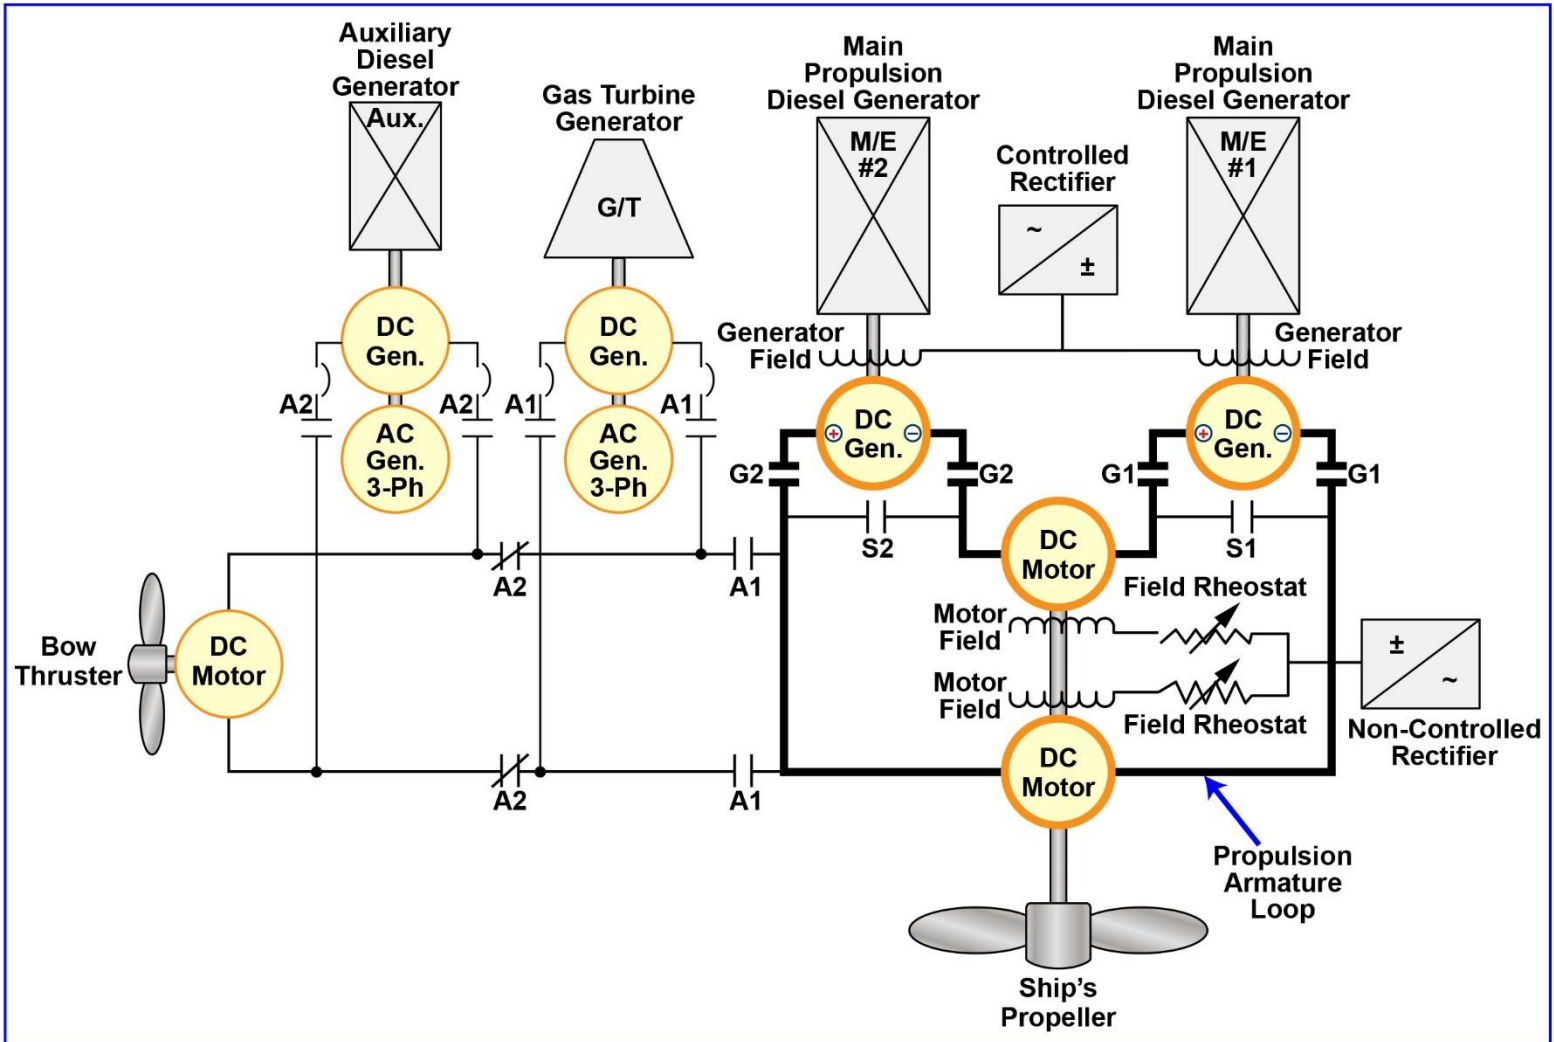 Auxiliary
Diesel
Generator
Aux.
Gas Turbine
Generator
G/T
Main
Propulsion
Diesel Generator
M/E
#2
Controlled
Rectifier
~
±
Main
Propulsion
Diesel Generator
M/E
#1
Generator
Field
Generator
Field
DC
Gen.
DC
Gen.
A2
A2
A1
A1
AC
Gen.
3-Ph
AC
Gen.
3-Ph
+
DC
Gen.
−
+
DC
Gen.
−
G2
G2
G1
G1
S2
S1
DC
Motor
A2
A1
Field Rheostat
Motor
Field
Motor
Field
Field Rheostat
±
~
Non-Controlled
Rectifier
Bow
Thruster
DC
Motor
DC
Motor
A2
A1
Propulsion
Armature
Loop
Ship's
Propeller